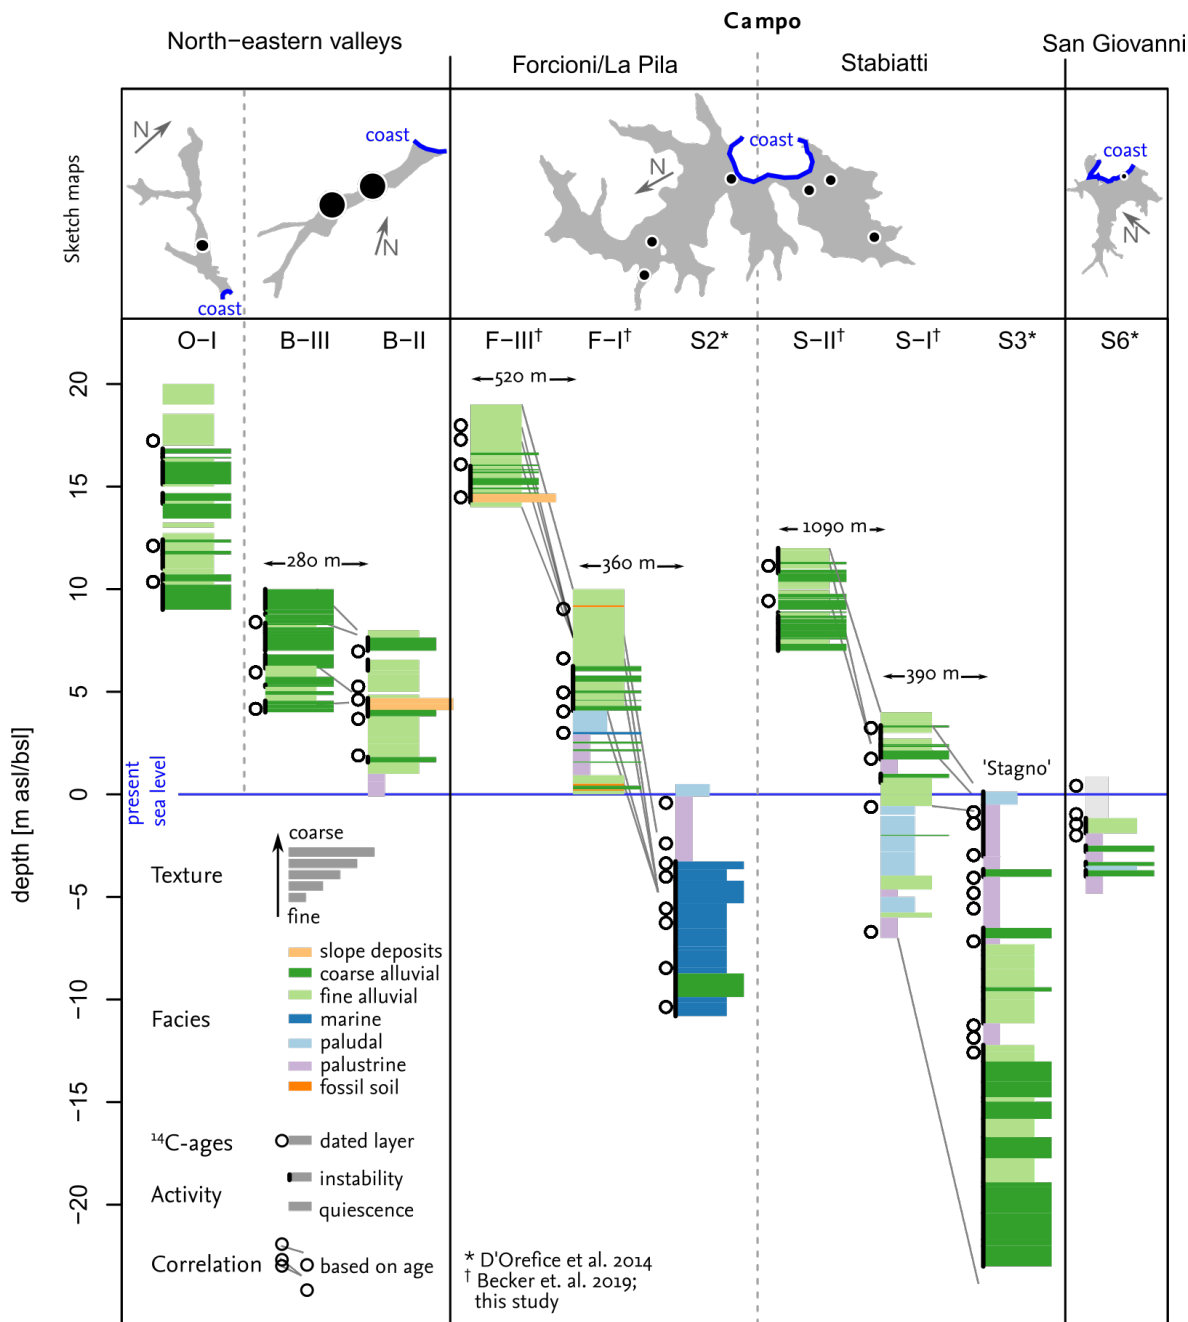 Campo
North−eastern valleys
Forcioni/La Pila
Stabiatti
San Giovanni
Sketch maps
N
coast
coast
N
N
coast
coast
N
O−I
B−III
B−II
F−III†
F−I†
S2*
S−II†
S−I†
S3*
S6*
depth [m asl/bsl]
20
15
10
5
0
−5
−10
−15
−20
520 m
280 m
360 m
1090 m
390 m
'Stagno'
present
sea level
Texture
coarse
fine
Facies
slope deposits
coarse alluvial
fine alluvial
marine
paludal
palustrine
fossil soil
¹⁴C-ages
dated layer
Activity
instability
quiescence
Correlation
based on age
* D'Orefice et al. 2014
† Becker et. al. 2019;
this study